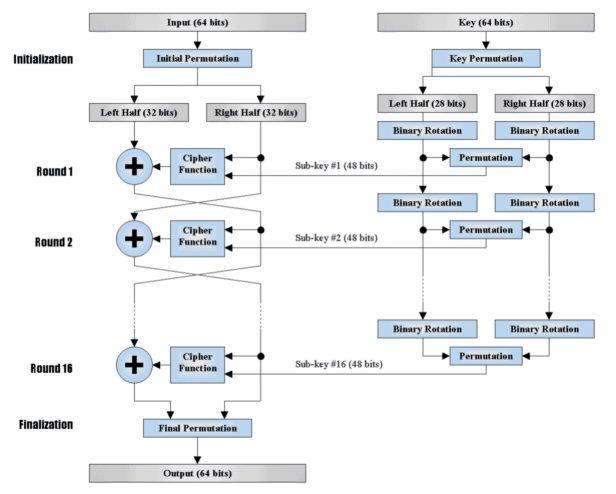 Input (64 bits)
Key (64 bits)
Initialization
Initial Permutation
Key Permutation
Left Half (32 bits)
Right Half (32 bits)
Left Half (28 bits)
Right Half (28 bits)
Binary Rotation
Binary Rotation
Round 1
Cipher
Function
Sub-key #1 (48 bits)
Permutation
Binary Rotation
Binary Rotation
Round 2
Cipher
Function
Sub-key #2 (48 bits)
Permutation
Binary Rotation
Binary Rotation
Round 16
Cipher
Function
Sub-key #16 (48 bits)
Permutation
Finalization
Final Permutation
Output (64 bits)